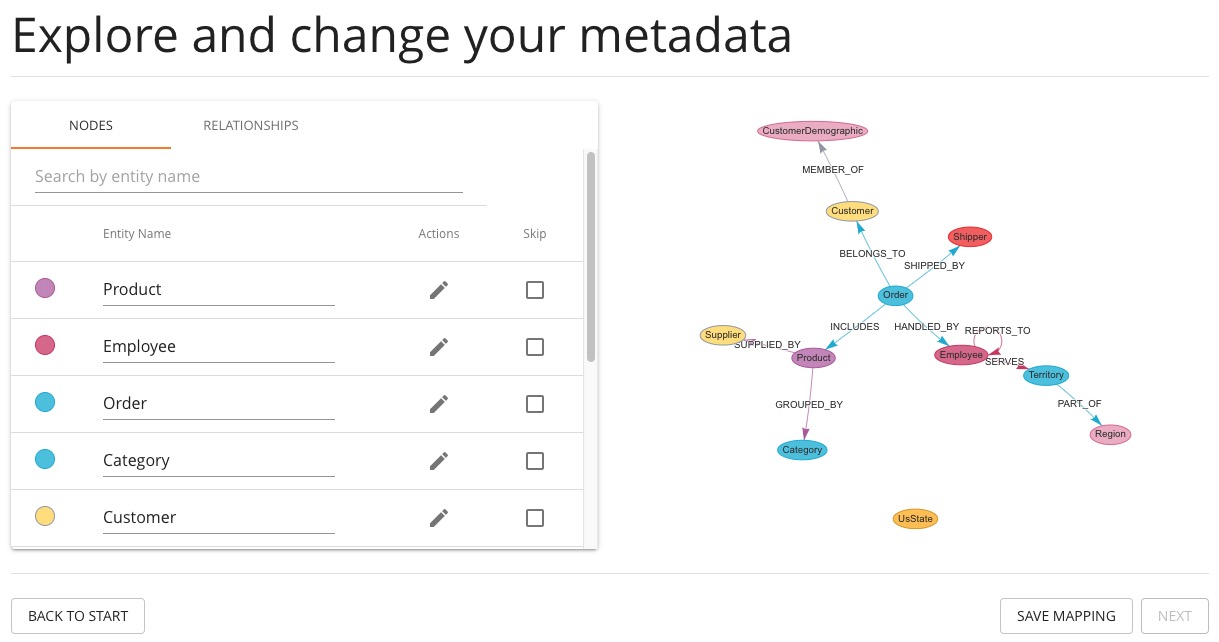 Explore and change your metadata
NODES
RELATIONSHIPS
Search by entity name
Entity Name
Actions
Skip
Product
Employee
Order
Category
Customer
CustomerDemographic
MEMBER_OF
Customer
Shipper
BELONGS_TO
SHIPPED_BY
Order
INCLUDES
HANDLED_BY
REPORTS_TO
Supplier
SUPPLIED_BY
Product
Employee
SERVES
Territory
GROUPED_BY
PART_OF
Region
Category
UsState
BACK TO START
SAVE MAPPING
NEXT